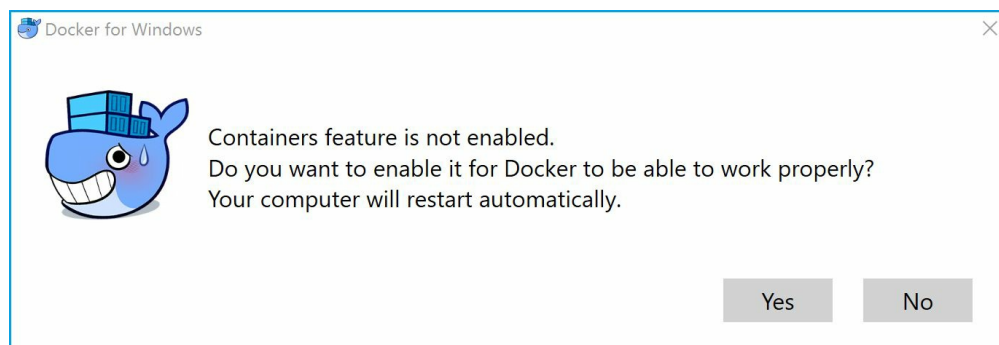 Docker for Windows
Containers feature is not enabled.
Do you want to enable it for Docker to be able to work properly?
Your computer will restart automatically.
Yes No